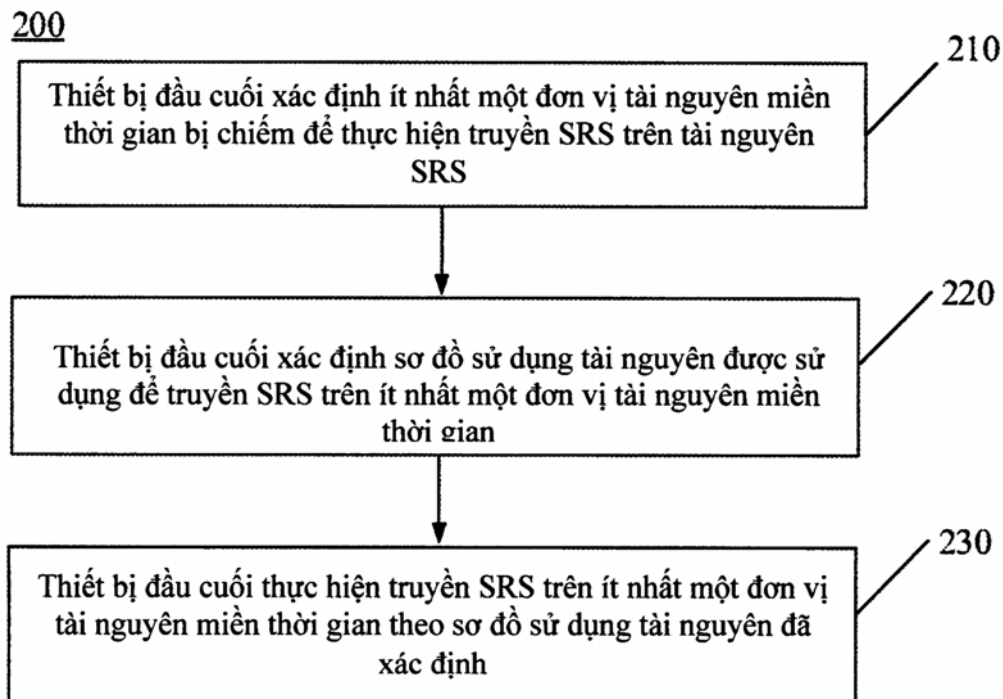 200
210
Thiết bị đầu cuối xác định ít nhất một đơn vị tài nguyên miền
thời gian bị chiếm để thực hiện truyền SRS trên tài nguyên
SRS
220
Thiết bị đầu cuối xác định sơ đồ sử dụng tài nguyên được sử
dụng để truyền SRS trên ít nhất một đơn vị tài nguyên miền
thời gian
230
Thiết bị đầu cuối thực hiện truyền SRS trên ít nhất một đơn vị
tài nguyên miền thời gian theo sơ đồ sử dụng tài nguyên đã
xác định